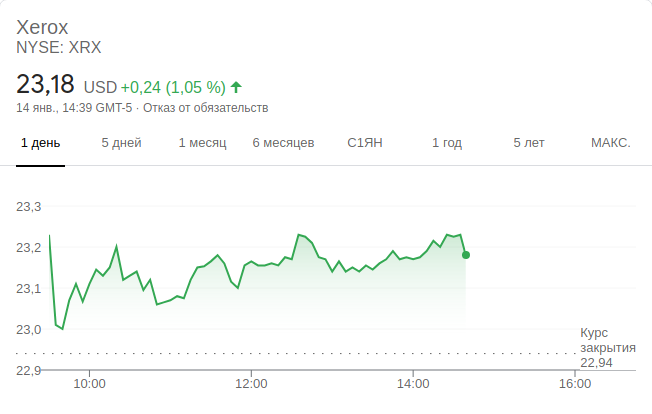 Xerox
NYSE: XRX
23,18 USD +0,24 (1,05 %)
14 янв., 14:39 GMT-5 · Отказ от обязательств
1 день 5 дней 1 месяц 6 месяцев С1ЯН 1 год 5 лет МАКС.
23,3
23,2
23,1
23,0
Курс
закрытия
22,94
22,9
10:00 12:00 14:00 16:00